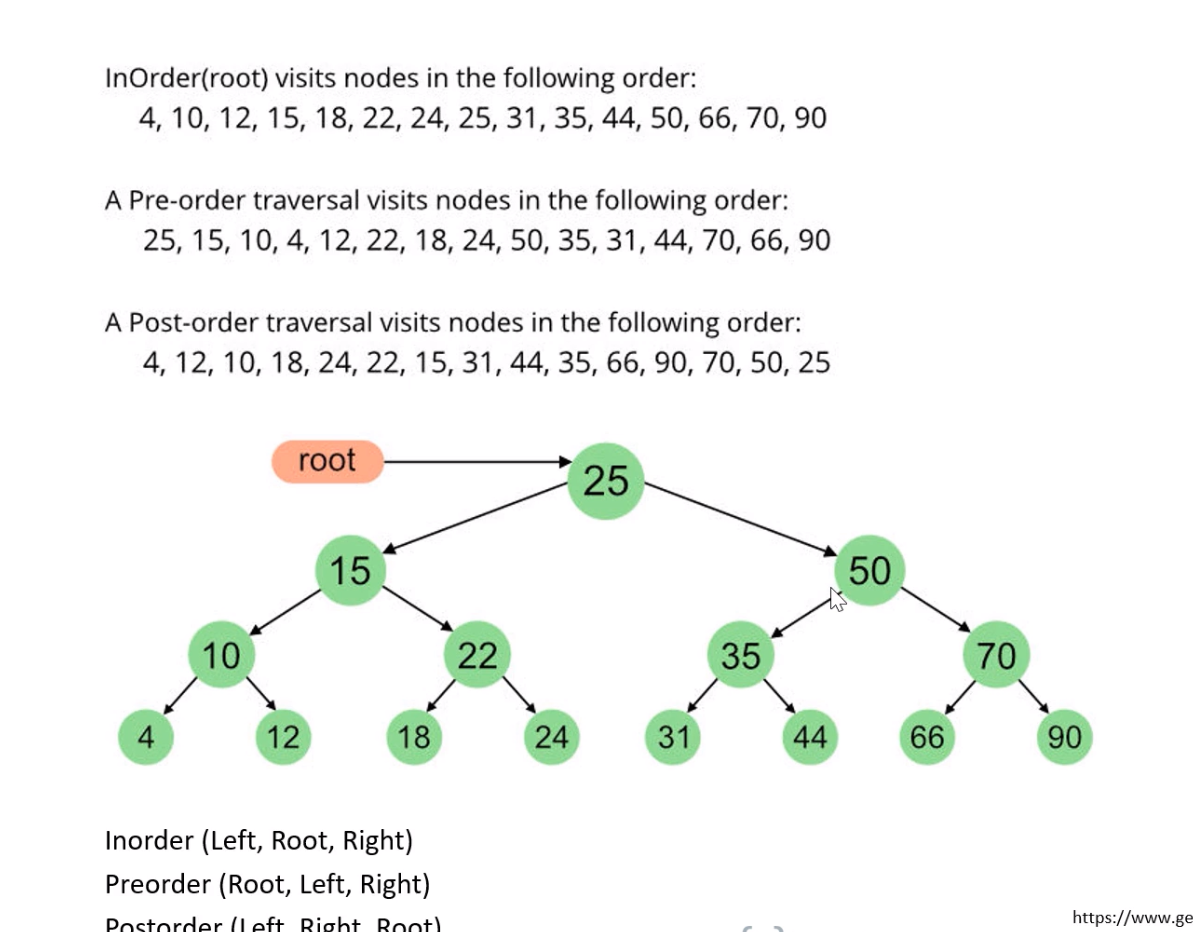 InOrder(root) visits nodes in the following order:
4, 10, 12, 15, 18, 22, 24, 25, 31, 35, 44, 50, 66, 70, 90
A Pre-order traversal visits nodes in the following order:
25, 15, 10, 4, 12, 22, 18, 24, 50, 35, 31, 44, 70, 66, 90
A Post-order traversal visits nodes in the following order:
4, 12, 10, 18, 24, 22, 15, 31, 44, 35, 66, 90, 70, 50, 25
root
25
15
50
10
22
35
70
4
12
18
24
31
44
66
90
Inorder (Left, Root, Right)
Preorder (Root, Left, Right)
Postorder (Left, Right, Root)
https://www.ge